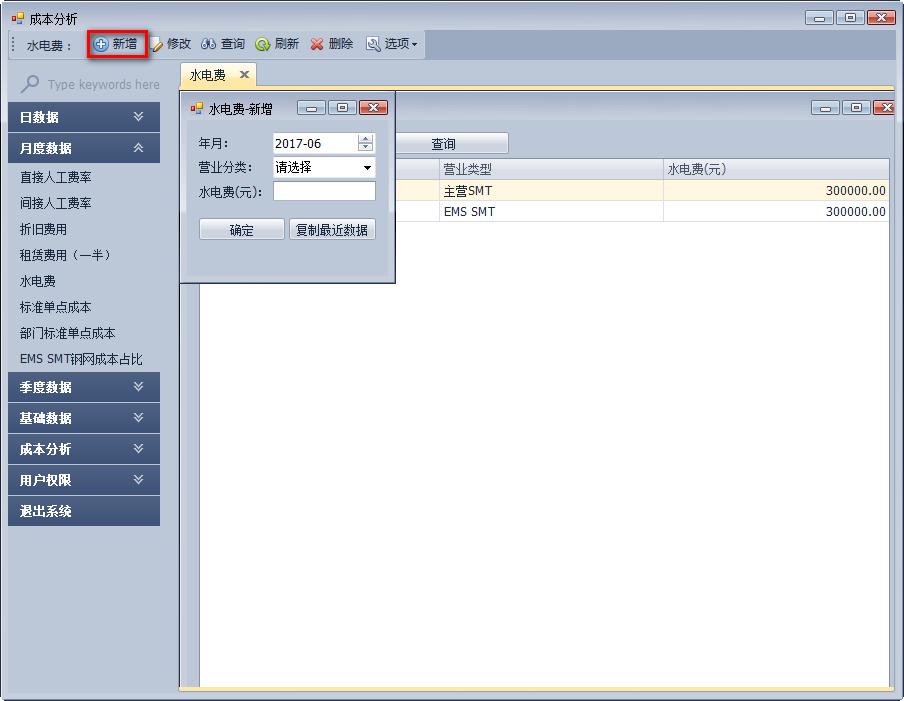 成本分析
水电费： 新增 修改 查询 刷新 删除 选项
Type keywords here
水电费
日数据
月度数据
直接人工费率
间接人工费率
折旧费用
租赁费用（一半）
水电费
标准单点成本
部门标准单点成本
EMS SMT钢网成本占比
季度数据
基础数据
成本分析
用户权限
退出系统
水电费-新增
年月： 2017-06
营业分类： 请选择
水电费(元)：
确定 复制最近数据
查询
营业类型 水电费(元)
主营SMT 300000.00
EMS SMT 300000.00